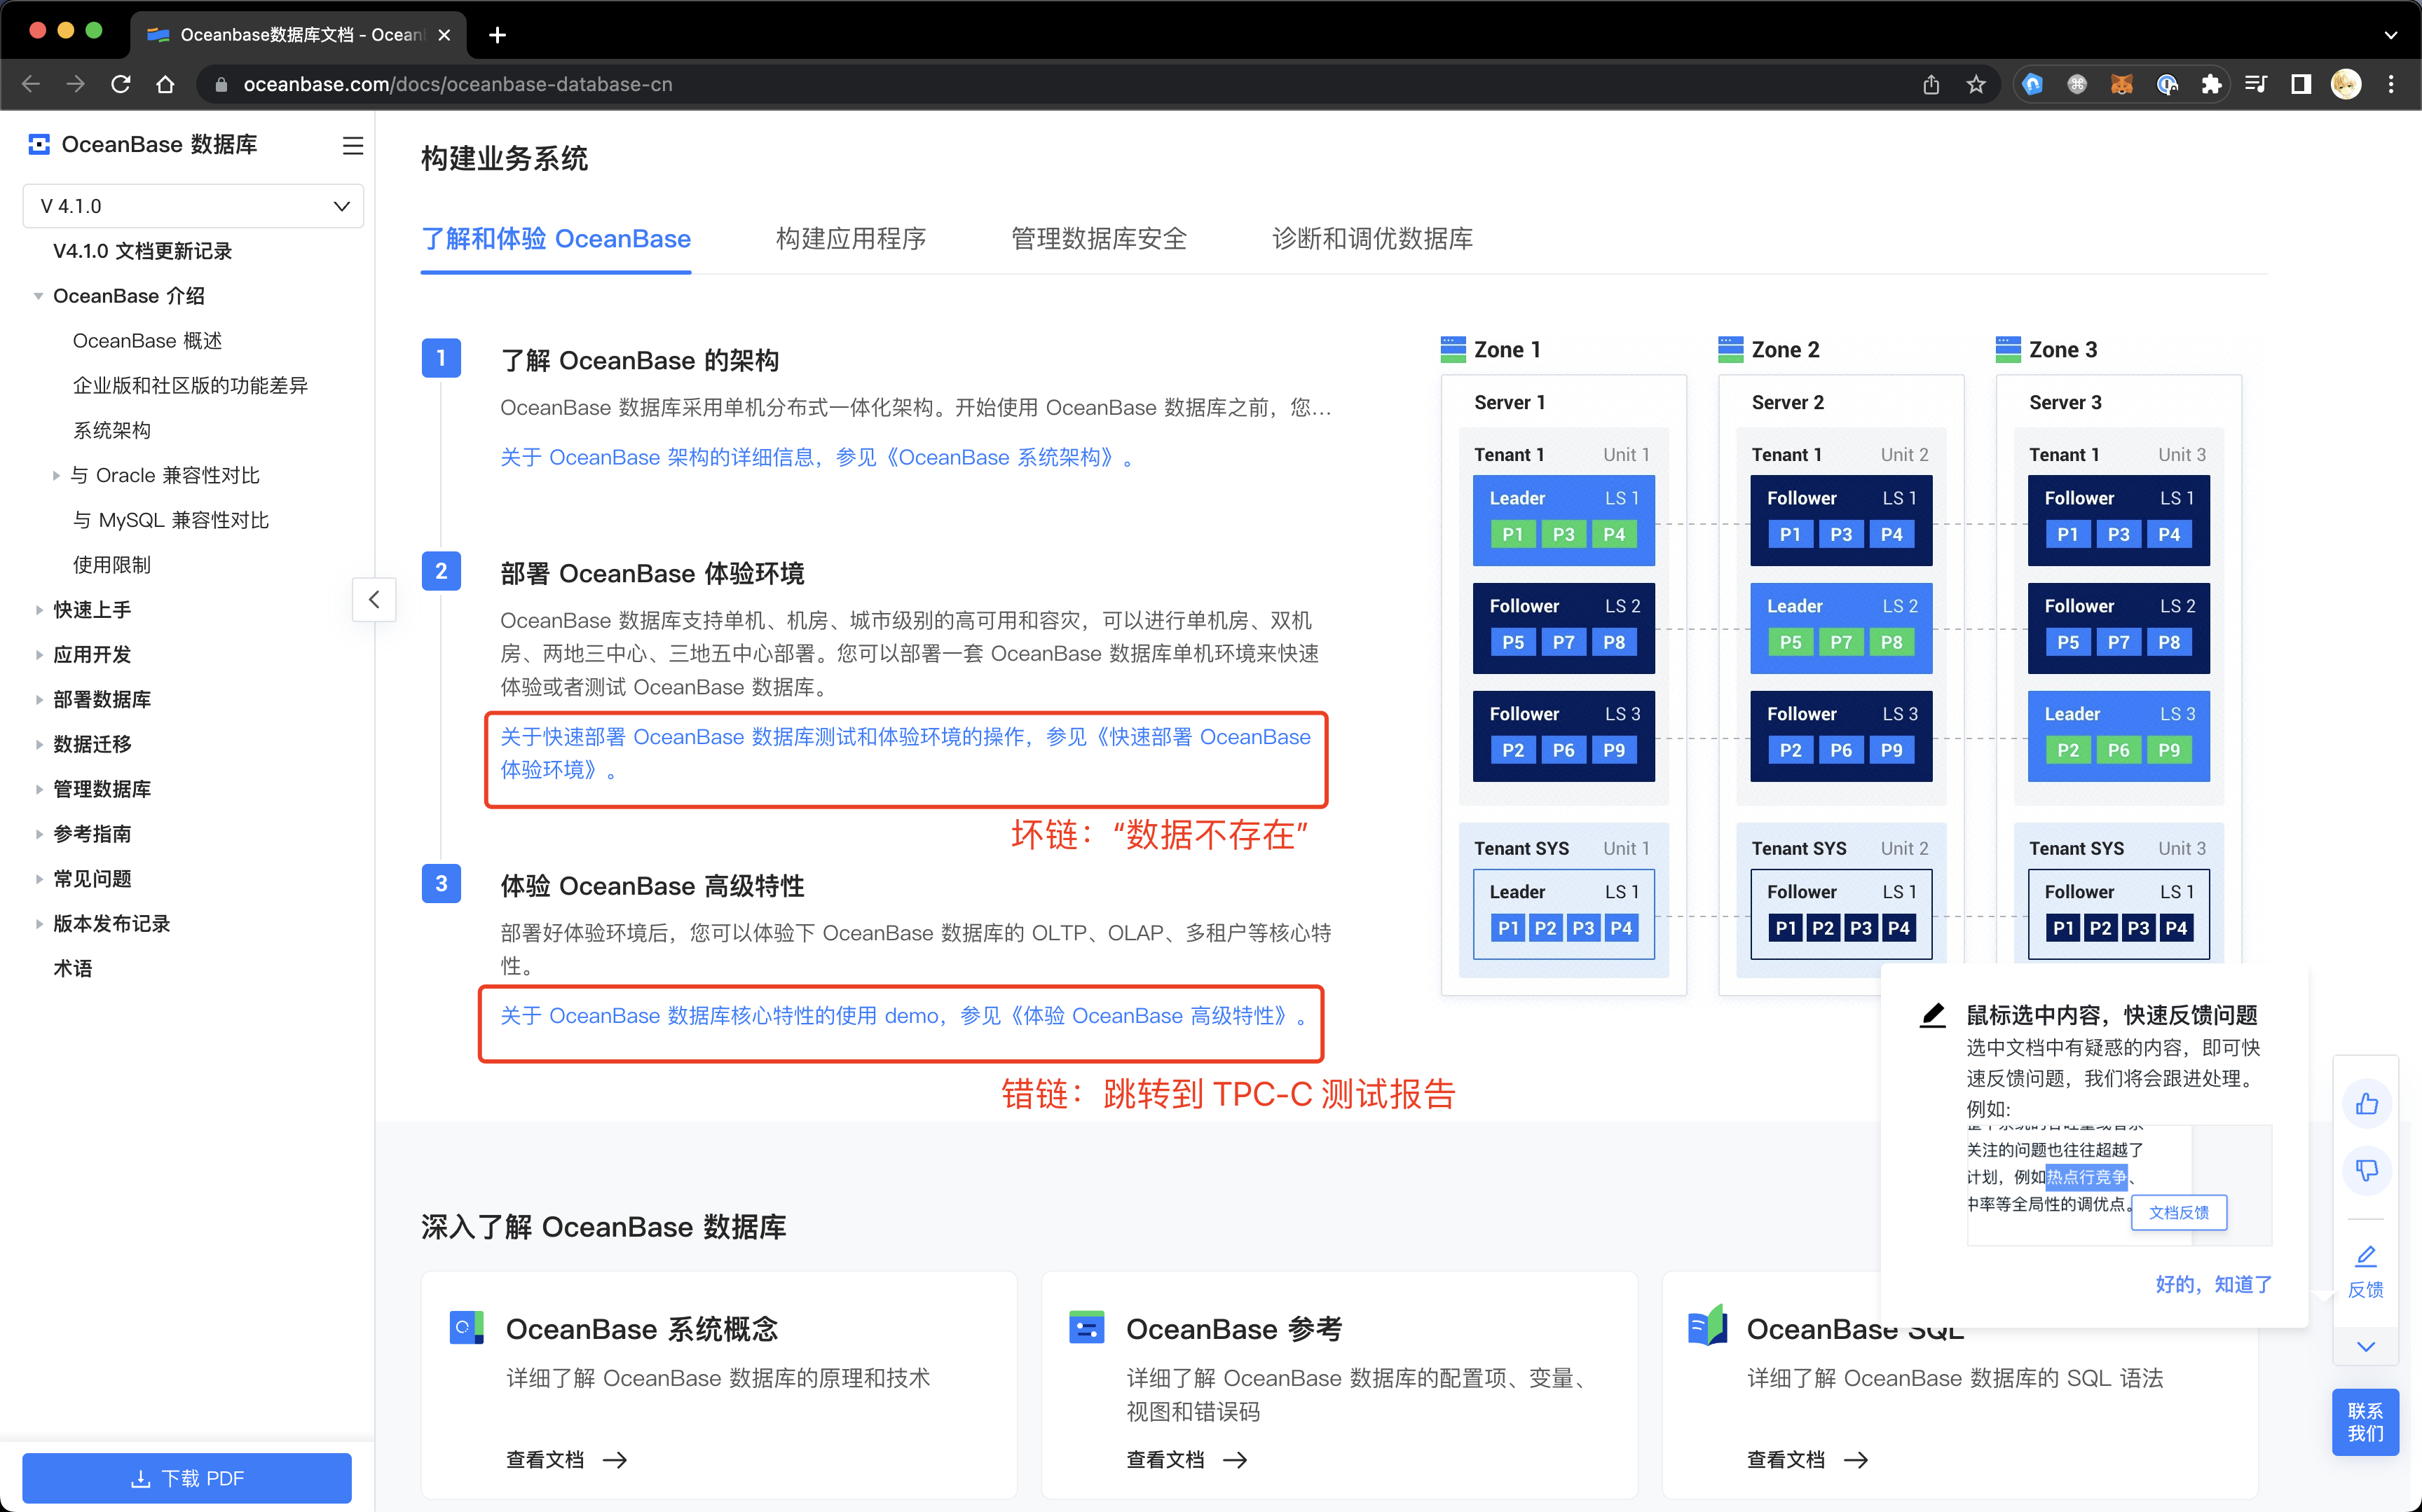 Oceanbase数据库文档 - Ocean
oceanbase.com/docs/oceanbase-database-cn
OceanBase 数据库
V 4.1.0
V4.1.0 文档更新记录
OceanBase 介绍
OceanBase 概述
企业版和社区版的功能差异
系统架构
与 Oracle 兼容性对比
与 MySQL 兼容性对比
使用限制
快速上手
应用开发
部署数据库
数据迁移
管理数据库
参考指南
常见问题
版本发布记录
术语
下载 PDF
构建业务系统
了解和体验 OceanBase
构建应用程序
管理数据库安全
诊断和调优数据库
1
了解 OceanBase 的架构
OceanBase 数据库采用单机分布式一体化架构。开始使用 OceanBase 数据库之前，您...
关于 OceanBase 架构的详细信息，参见《OceanBase 系统架构》。
2
部署 OceanBase 体验环境
OceanBase 数据库支持单机、机房、城市级别的高可用和容灾，可以进行单机房、双机
房、两地三中心、三地五中心部署。您可以部署一套 OceanBase 数据库单机环境来快速
体验或者测试 OceanBase 数据库。
关于快速部署 OceanBase 数据库测试和体验环境的操作，参见《快速部署 OceanBase
体验环境》。
坏链：“数据不存在”
3
体验 OceanBase 高级特性
部署好体验环境后，您可以体验下 OceanBase 数据库的 OLTP、OLAP、多租户等核心特
性。
关于 OceanBase 数据库核心特性的使用 demo，参见《体验 OceanBase 高级特性》。
错链：跳转到 TPC-C 测试报告
Zone 1
Server 1
Tenant 1 Unit 1
Leader LS 1
P1 P3 P4
Follower LS 2
P5 P7 P8
Follower LS 3
P2 P6 P9
Tenant SYS Unit 1
Leader LS 1
P1 P2 P3 P4
Zone 2
Server 2
Tenant 1 Unit 2
Follower LS 1
P1 P3 P4
Leader LS 2
P5 P7 P8
Follower LS 3
P2 P6 P9
Tenant SYS Unit 2
Follower LS 1
P1 P2 P3 P4
Zone 3
Server 3
Tenant 1 Unit 3
Follower LS 1
P1 P3 P4
Follower LS 2
P5 P7 P8
Leader LS 3
P2 P6 P9
Tenant SYS Unit 3
Follower LS 1
P1 P2 P3 P4
鼠标选中内容，快速反馈问题
选中文档中有疑惑的内容，即可快
速反馈问题，我们将会跟进处理。
例如:
关注的问题也往往超越了
计划，例如热点行竞争、
中率等全局性的调优点。
文档反馈
好的，知道了
反馈
联系
我们
深入了解 OceanBase 数据库
OceanBase 系统概念
详细了解 OceanBase 数据库的原理和技术
查看文档
OceanBase 参考
详细了解 OceanBase 数据库的配置项、变量、
视图和错误码
查看文档
OceanBase SQL
详细了解 OceanBase 数据库的 SQL 语法
查看文档